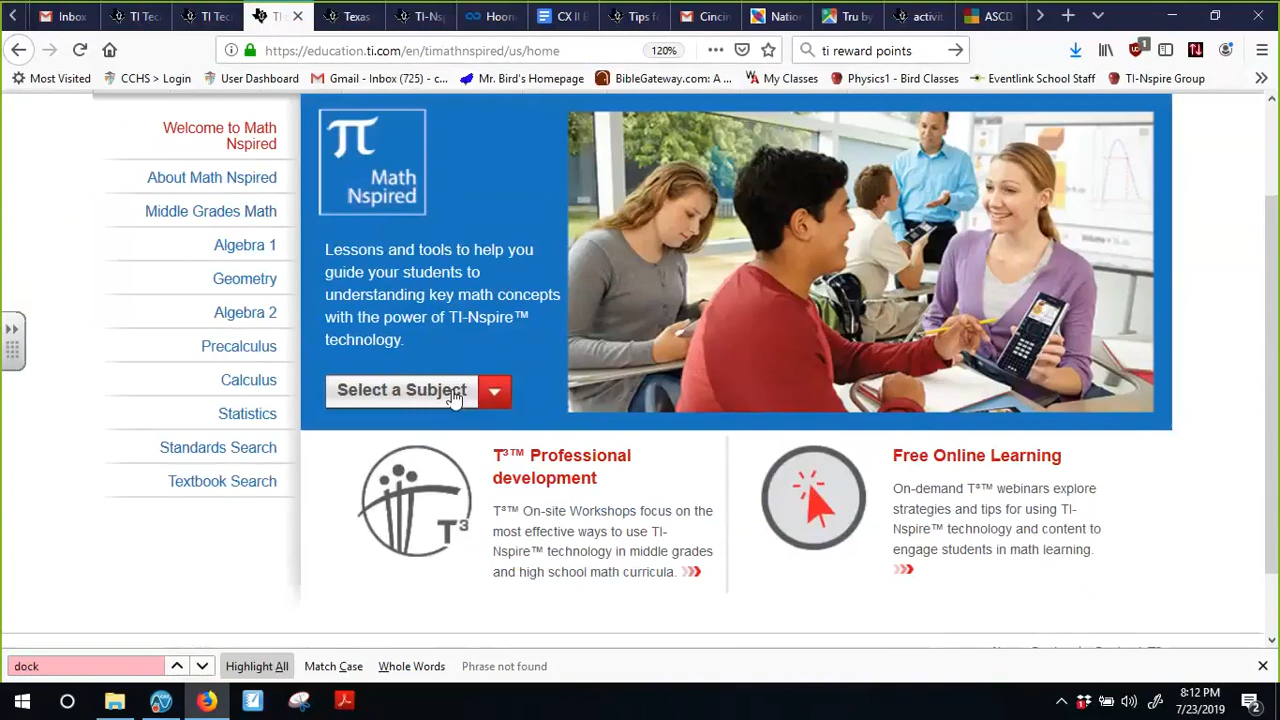 Inbox
TI Tec
TI Tec
TI
Texas
TI-Ns
Hoon
CX II B
Tips f
Cincin
Nation
Tru by
activit
ASCD
https://education.ti.com/en/timathnspired/us/home
120%
ti reward points
Most Visited
CCHS > Login
User Dashboard
Gmail - Inbox (725) - c...
Mr. Bird's Homepage
BibleGateway.com: A ...
My Classes
Physics1 - Bird Classes
Eventlink School Staff
TI-Nspire Group
Welcome to Math
Nspired
About Math Nspired
Middle Grades Math
Algebra 1
Geometry
Algebra 2
Precalculus
Calculus
Statistics
Standards Search
Textbook Search
π
Math
Nspired
Lessons and tools to help you
guide your students to
understanding key math concepts
with the power of TI-Nspire™
technology.
Select a Subject
T³
T³™ Professional
development
T³™ On-site Workshops focus on the
most effective ways to use TI-
Nspire™ technology in middle grades
and high school math curricula.
Free Online Learning
On-demand T³™ webinars explore
strategies and tips for using TI-
Nspire™ technology and content to
engage students in math learning.
dock
Highlight All
Match Case
Whole Words
Phrase not found
8:12 PM
7/23/2019
2